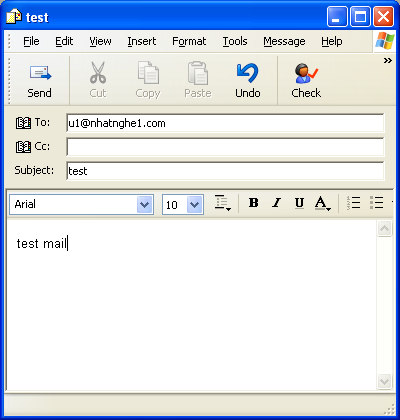 test
File Edit View Insert Format Tools Message Help
Send Cut Copy Paste Undo Check
To: u1@nhatnghe1.com
Cc:
Subject: test
Arial 10 B I U A
test mail